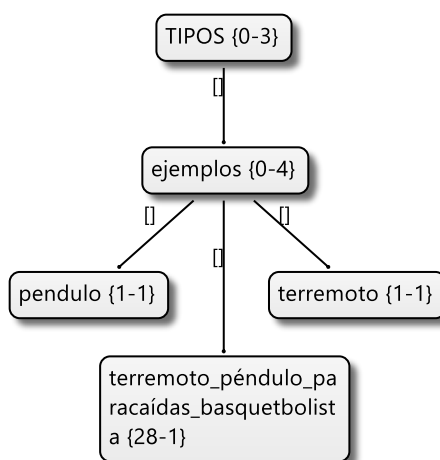 TIPOS {0-3}
[]
ejemplos {0-4}
[]
[]
[]
pendulo {1-1}
terremoto {1-1}
terremoto_péndulo_pa
racaídas_basquetbolist
a {28-1}